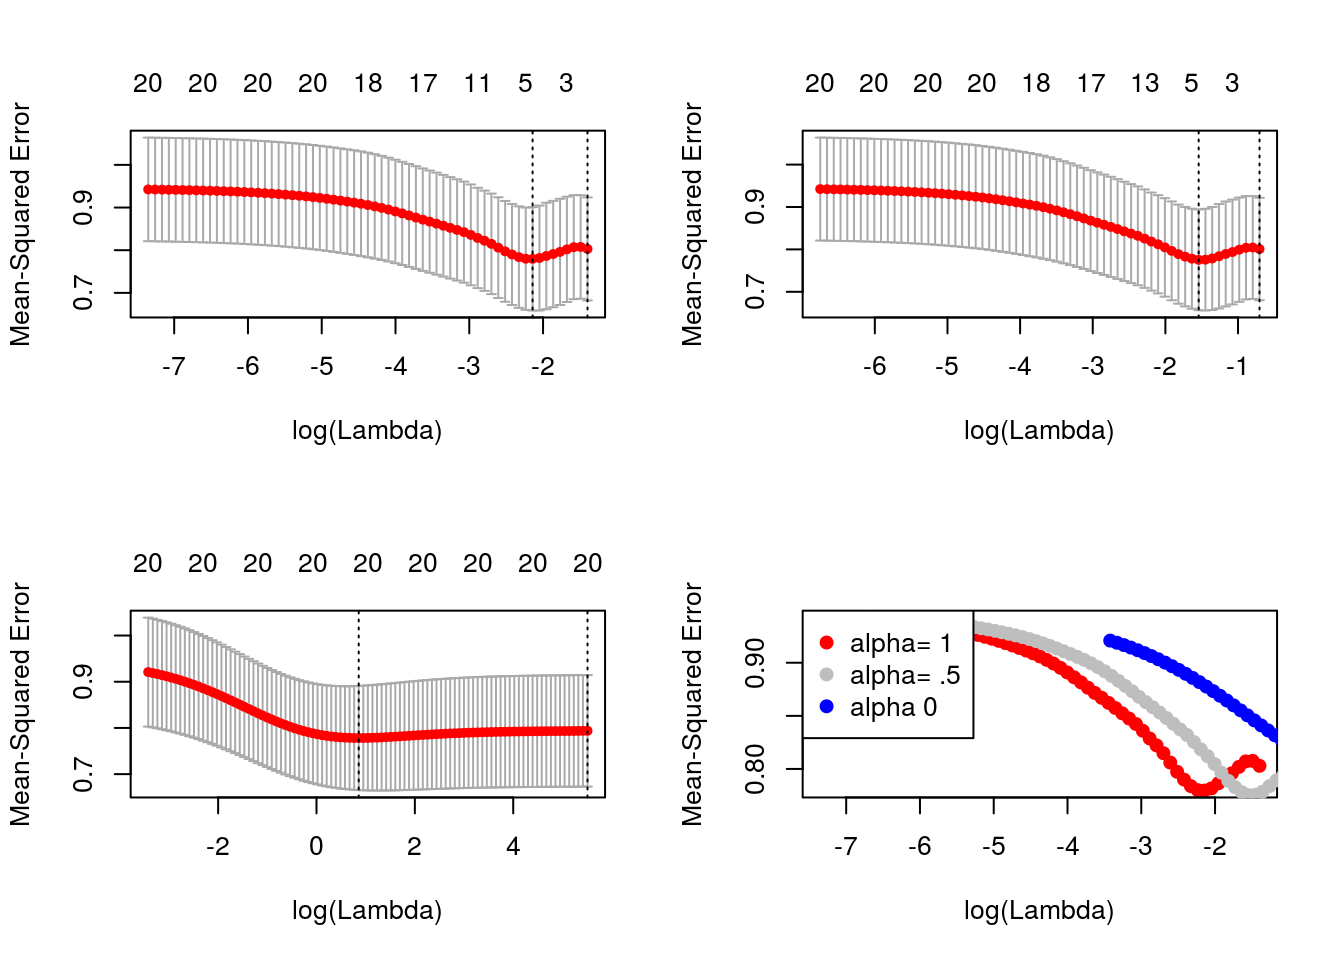 20 20 20 20 18 17 11 5 3
Mean-Squared Error
0.9
0.7
-7 -6 -5 -4 -3 -2
log(Lambda)
20 20 20 20 18 17 13 5 3
Mean-Squared Error
0.9
0.7
-6 -5 -4 -3 -2 -1
log(Lambda)
20 20 20 20 20 20 20 20 20
Mean-Squared Error
0.9
0.7
-2 0 2 4
log(Lambda)
Mean-Squared Error
0.90
0.80
alpha= 1
alpha= .5
alpha 0
-7 -6 -5 -4 -3 -2
log(Lambda)